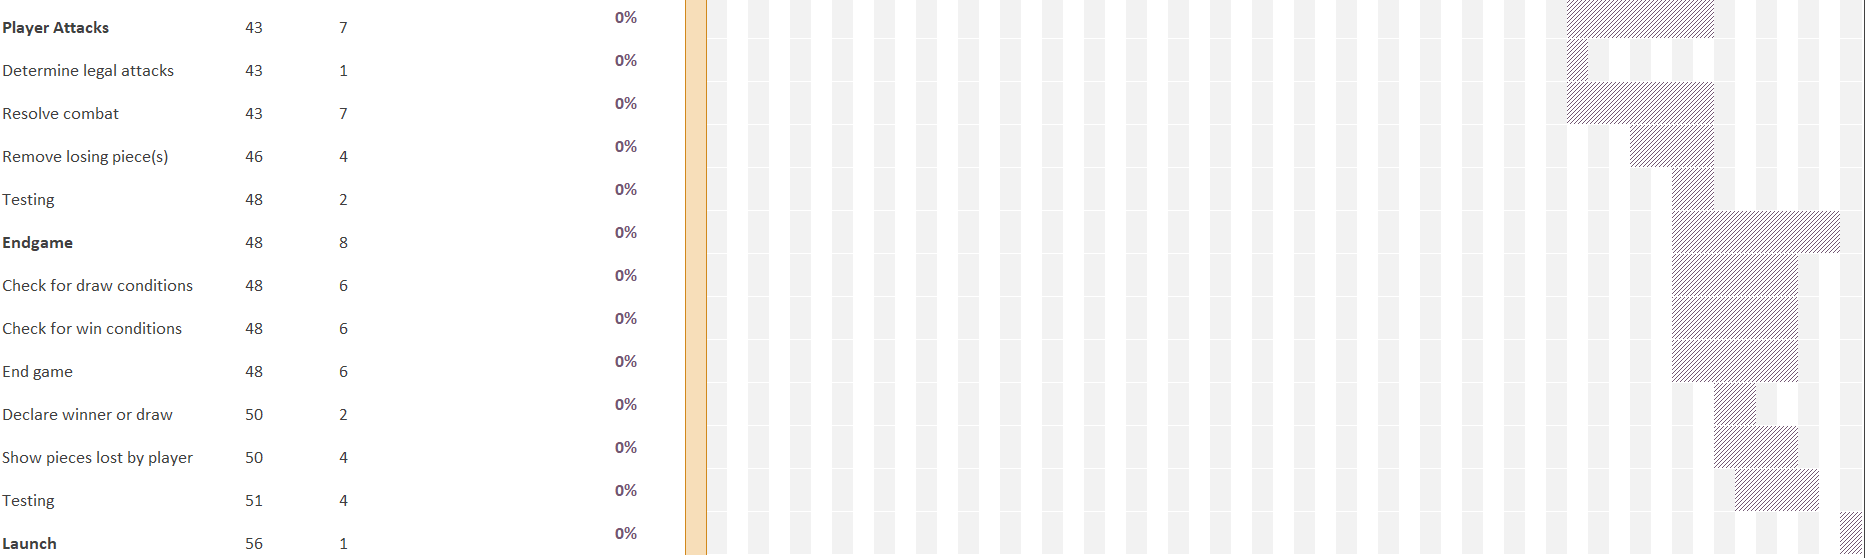 Player Attacks 43 7 0%
Determine legal attacks 43 1 0%
Resolve combat 43 7 0%
Remove losing piece(s) 46 4 0%
Testing 48 2 0%
Endgame 48 8 0%
Check for draw conditions 48 6 0%
Check for win conditions 48 6 0%
End game 48 6 0%
Declare winner or draw 50 2 0%
Show pieces lost by player 50 4 0%
Testing 51 4 0%
Launch 56 1 0%